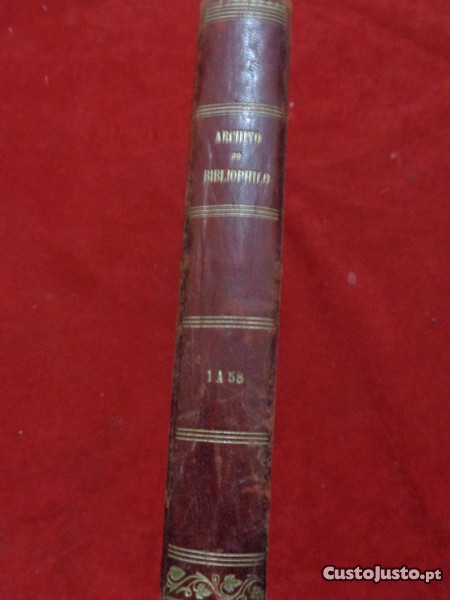 ARCHIVO
DO
BIBLIOPHILO
1 A 58
CustoJusto.pt